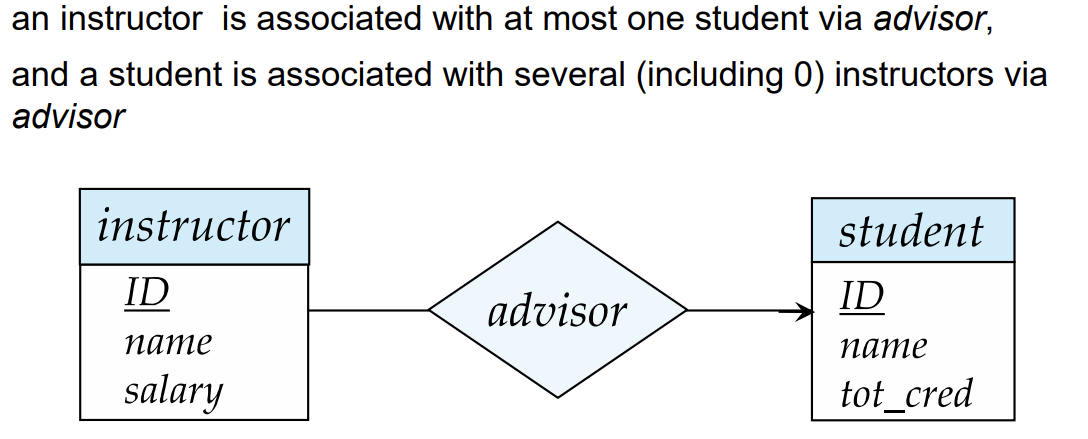 an instructor is associated with at most one student via advisor,
and a student is associated with several (including 0) instructors via
advisor
instructor
ID
name
salary
advisor
student
ID
name
tot_cred